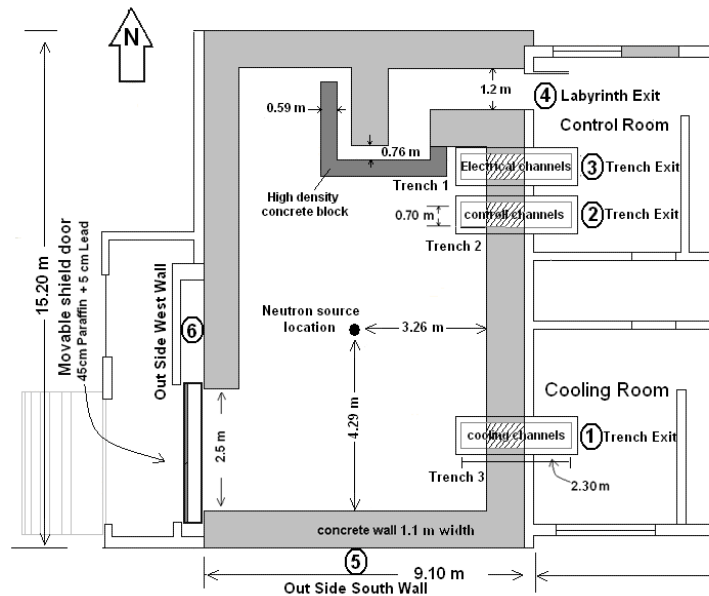 N
1.2 m
4
Labyrinth Exit
0.59 m
Control Room
0.76 m
High density
concrete block
Trench 1
Electrical channels
3
Trench Exit
0.70 m
controll channels
2
Trench Exit
Trench 2
15.20 m
Movable shield door
45cm Paraffin + 5 cm Lead
Out Side West Wall
6
Neutron source
location
3.26 m
4.29 m
2.5 m
Cooling Room
cooling channels
1
Trench Exit
Trench 3
2.30 m
concrete wall 1.1 m width
5
9.10 m
Out Side South Wall